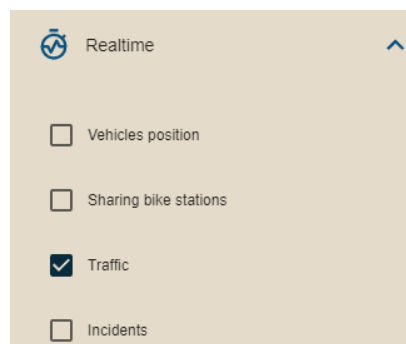 Realtime
Vehicles position
Sharing bike stations
Traffic
Incidents